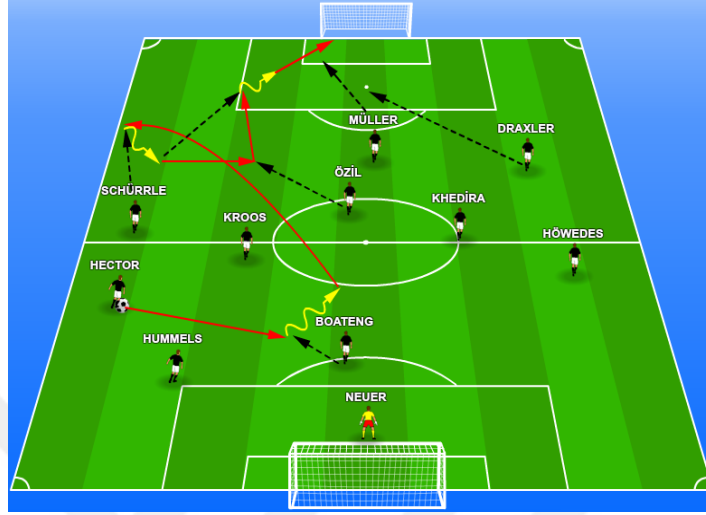 MÜLLER
DRAXLER
ÖZİL
SCHÜRRLE
KHEDİRA
KROOS
HÖWEDES
HECTOR
BOATENG
HUMMELS
NEUER